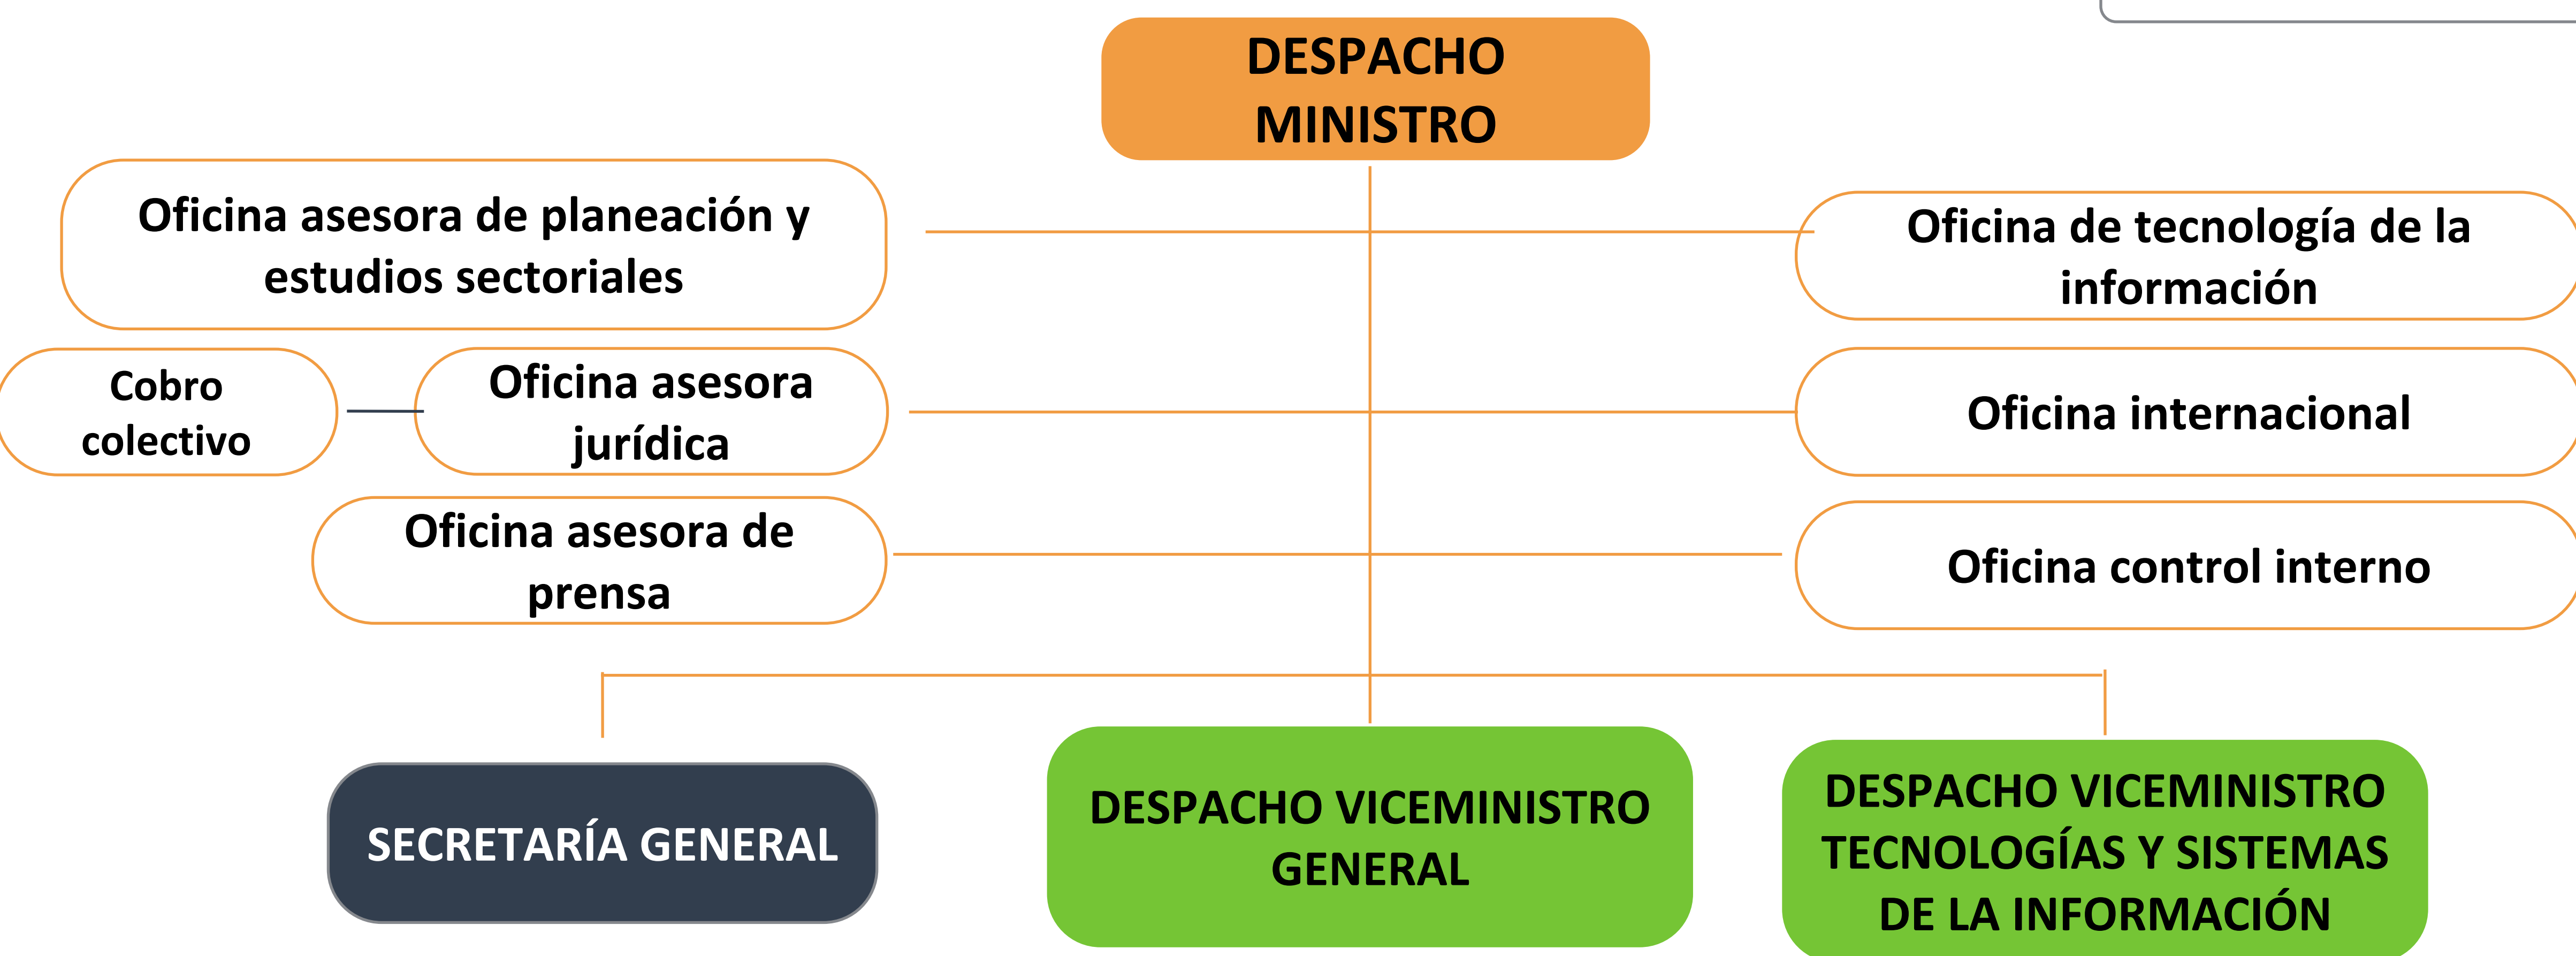 DESPACHO
MINISTRO
Oficina asesora de planeación y
estudios sectoriales
Oficina de tecnología de la
información
Cobro
colectivo
Oficina asesora
jurídica
Oficina internacional
Oficina asesora de
prensa
Oficina control interno
SECRETARÍA GENERAL
DESPACHO VICEMINISTRO
GENERAL
DESPACHO VICEMINISTRO
TECNOLOGÍAS Y SISTEMAS
DE LA INFORMACIÓN